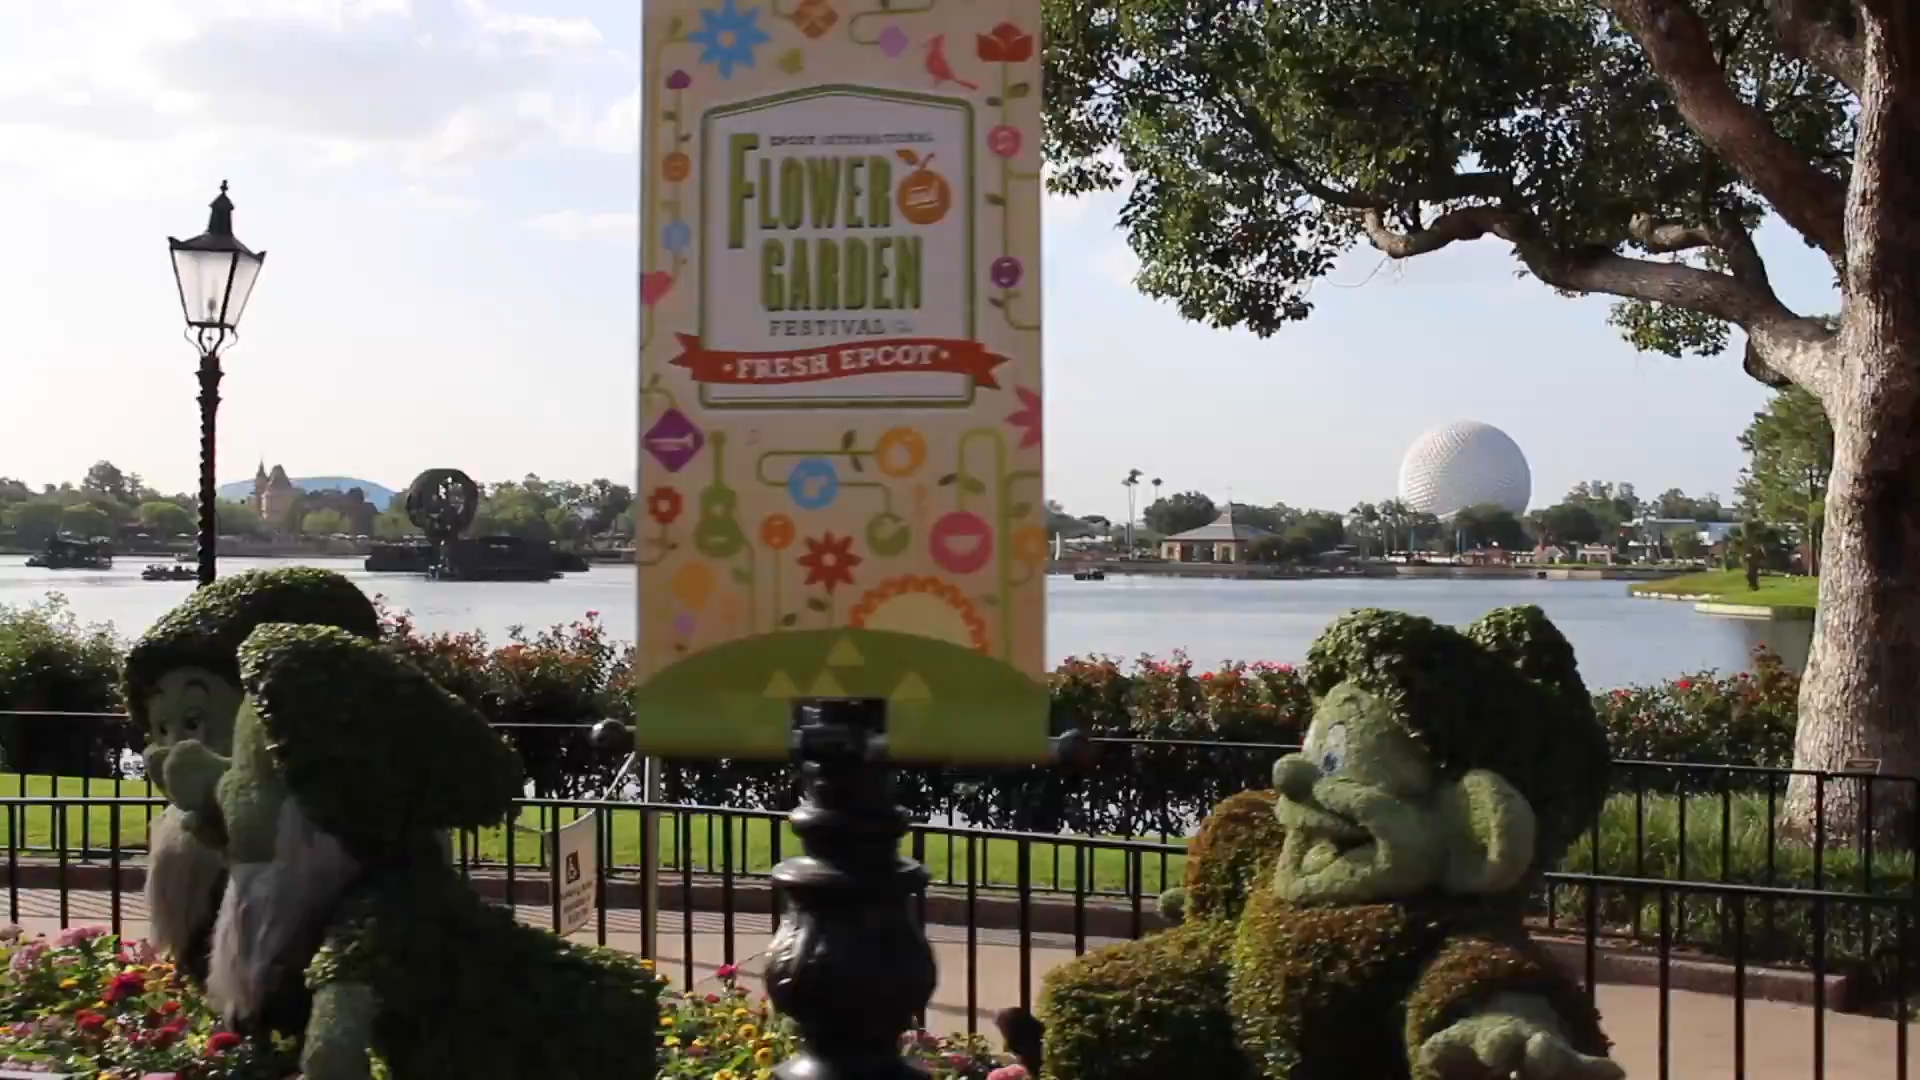 EPCOT INTERNATIONAL
FLOWER
GARDEN
FESTIVAL
• FRESH EPCOT •